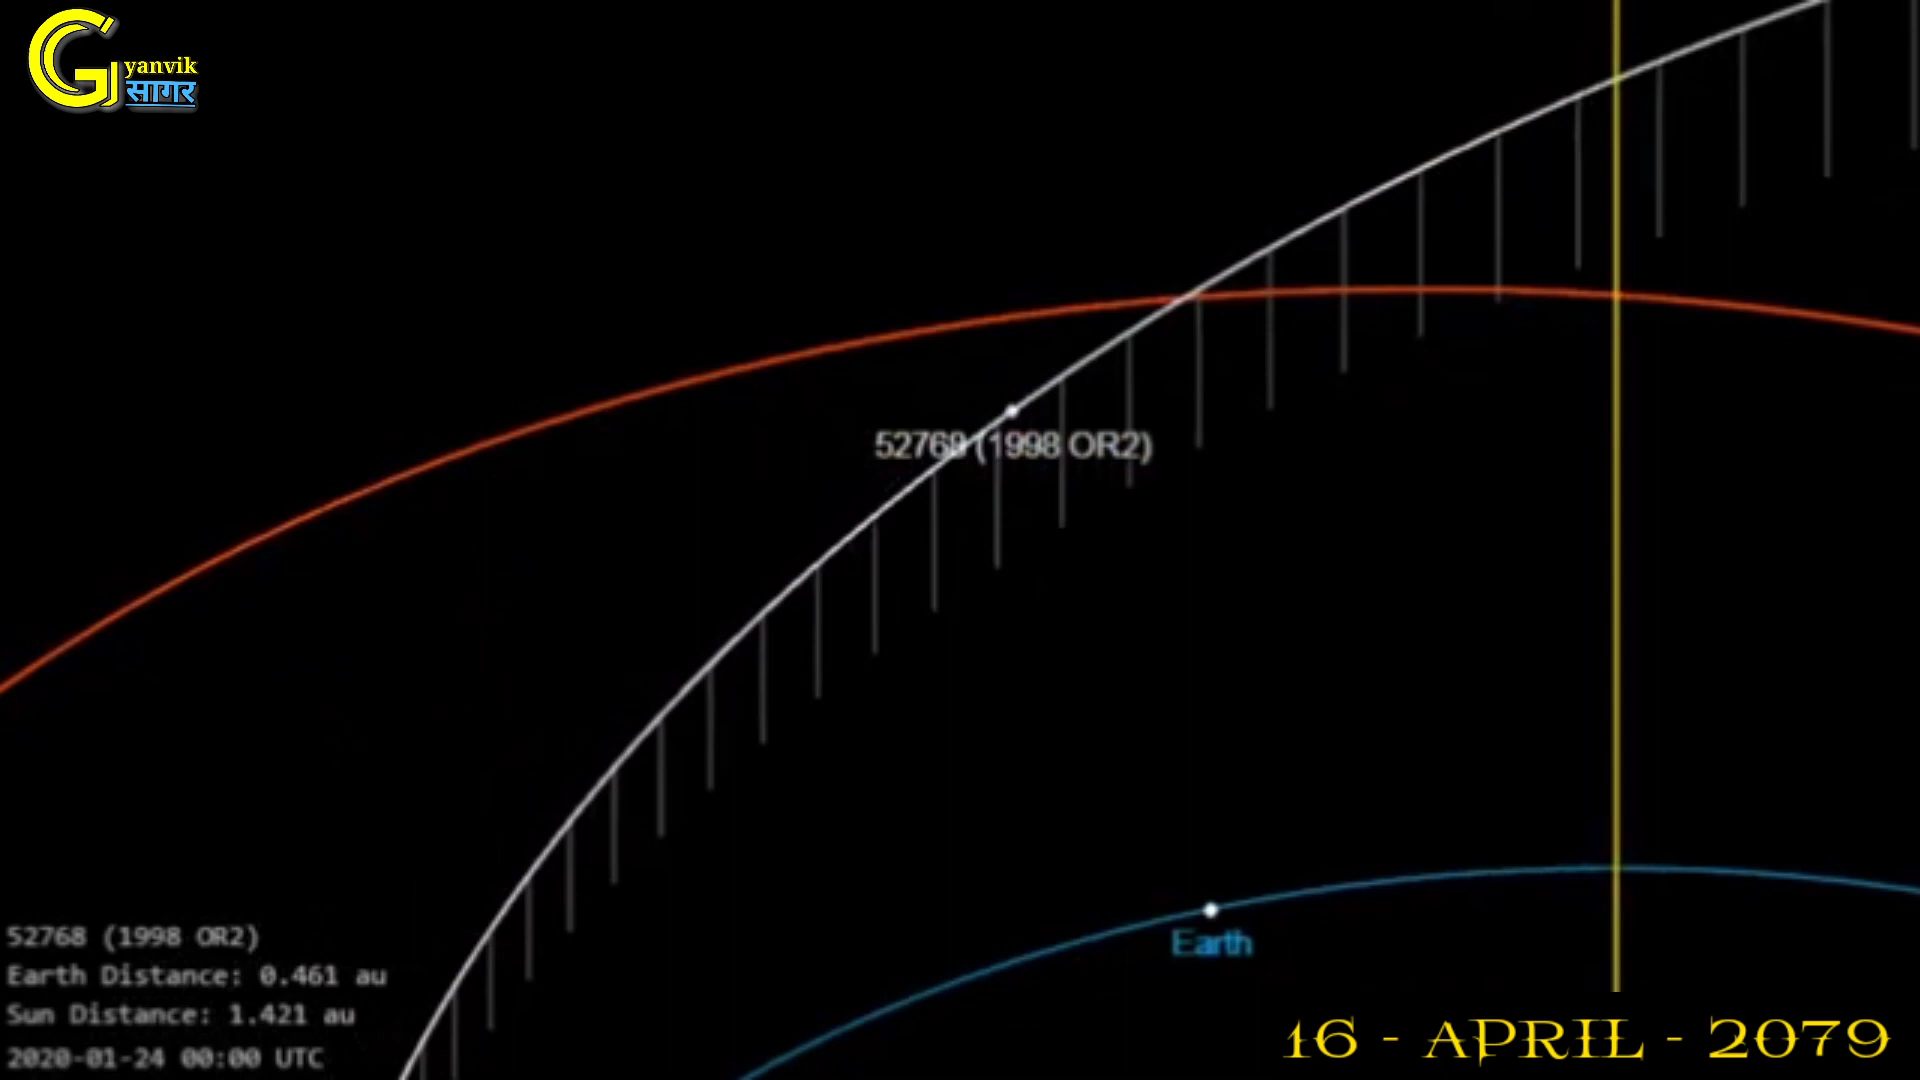 Gyanvik
सागर
52768 (1998 OR2)
Earth
52768 (1998 OR2)
Earth Distance: 0.461 au
Sun Distance: 1.421 au
2020-01-24 00:00 UTC
16 - APRIL - 2079